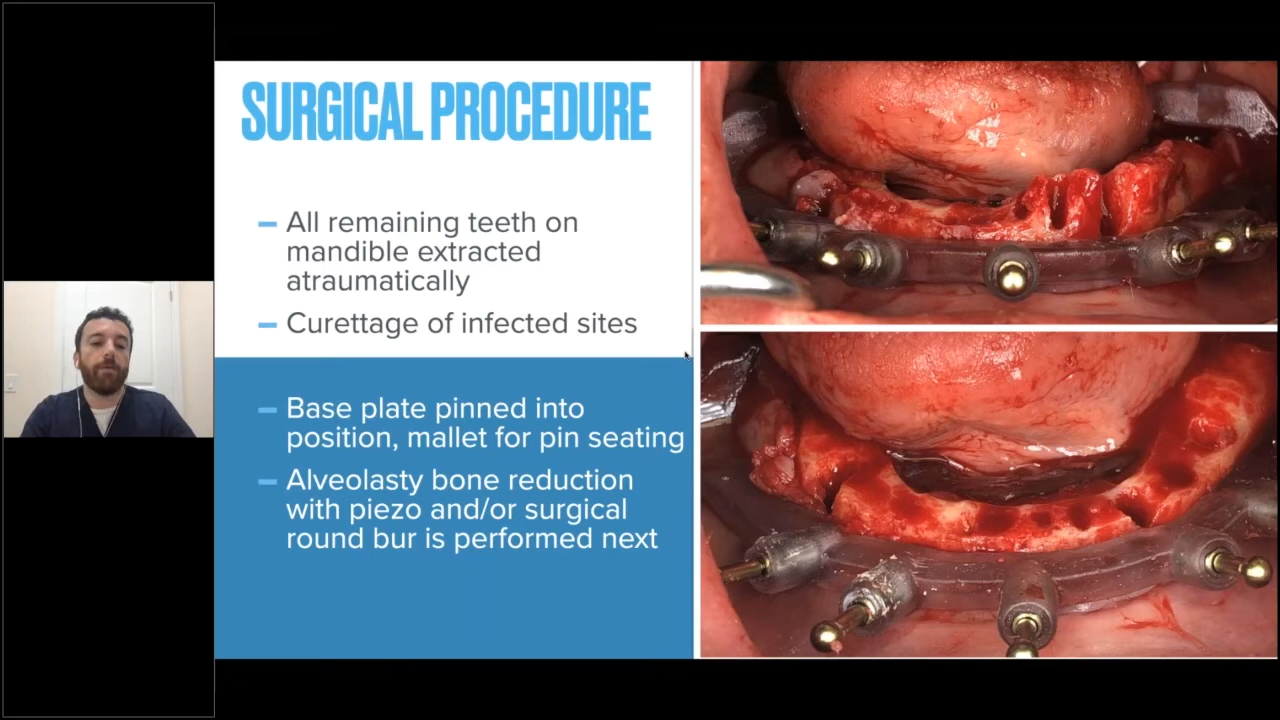 SURGICAL PROCEDURE
– All remaining teeth on
mandible extracted
atraumatically
– Curettage of infected sites
– Base plate pinned into
position, mallet for pin seating
– Alveolasty bone reduction
with piezo and/or surgical
round bur is performed next